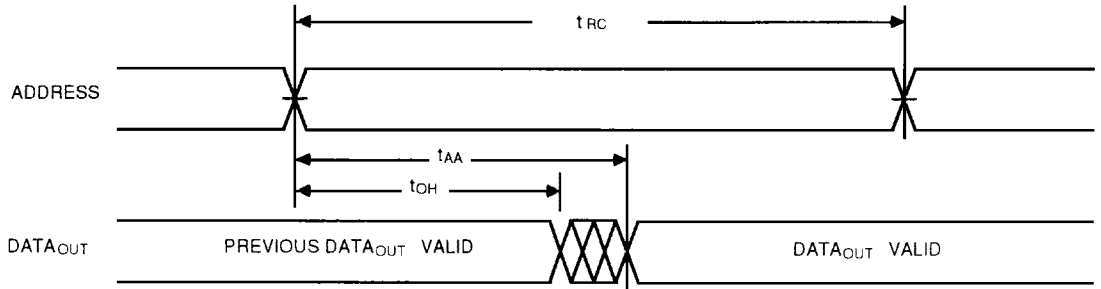 tRC
ADDRESS
tAA
tOH
DATAOUT
PREVIOUS DATAOUT VALID
DATAOUT VALID